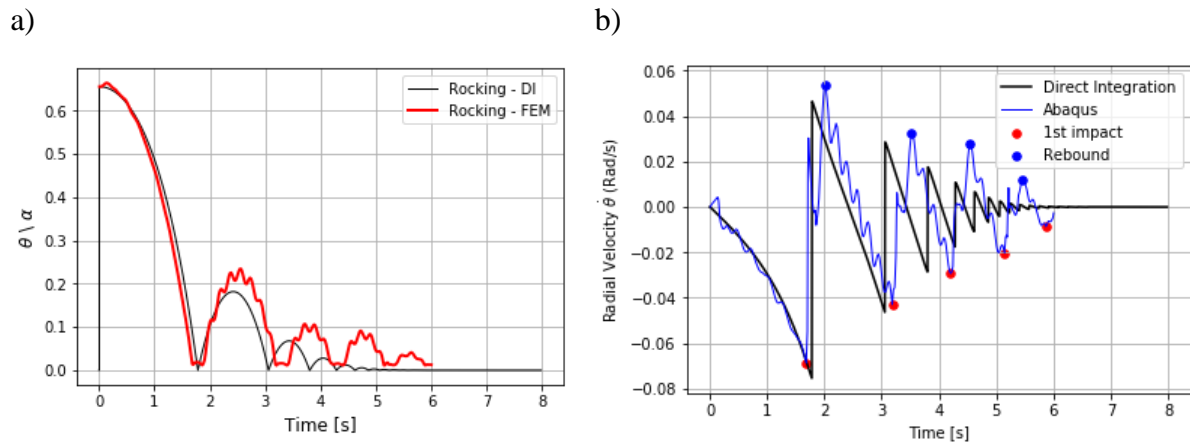 a)
0.6
0.5
0.4
0.3
0.2
0.1
0.0
θ \ α
Rocking - DI
Rocking - FEM
0 1 2 3 4 5 6 7 8
Time [s]
b)
0.06
0.04
0.02
0.00
−0.02
−0.04
−0.06
−0.08
Radial Velocity θ̇ (Rad/s)
Direct Integration
Abaqus
1st impact
Rebound
0 1 2 3 4 5 6 7 8
Time [s]